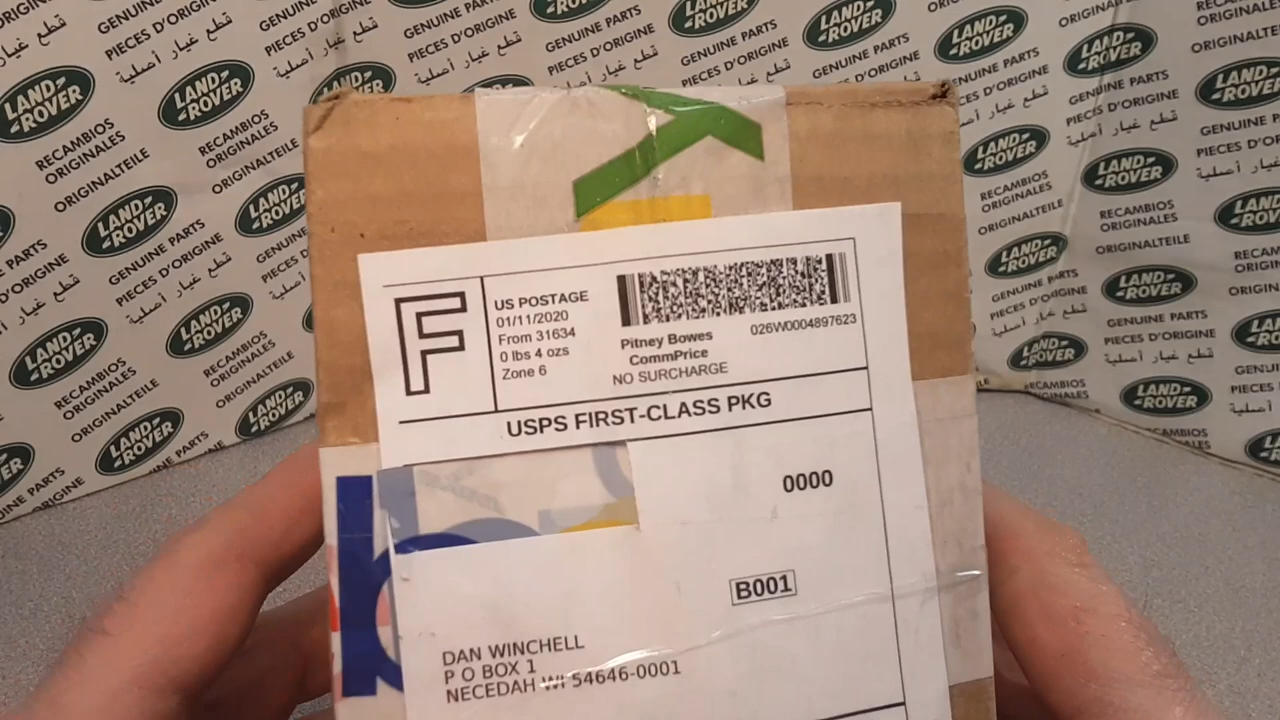 LAND ROVER
GENUINE PARTS
PIECES D'ORIGINE
قطع غيار أصلية
RECAMBIOS
ORIGINALES
ORIGINALTEILE
F
US POSTAGE
01/11/2020
From 31634
0 lbs 4 ozs
Zone 6
Pitney Bowes
CommPrice
NO SURCHARGE
026W0004897623
USPS FIRST-CLASS PKG
0000
B001
b
DAN WINCHELL
P O BOX 1
NECEDAH WI 54646-0001